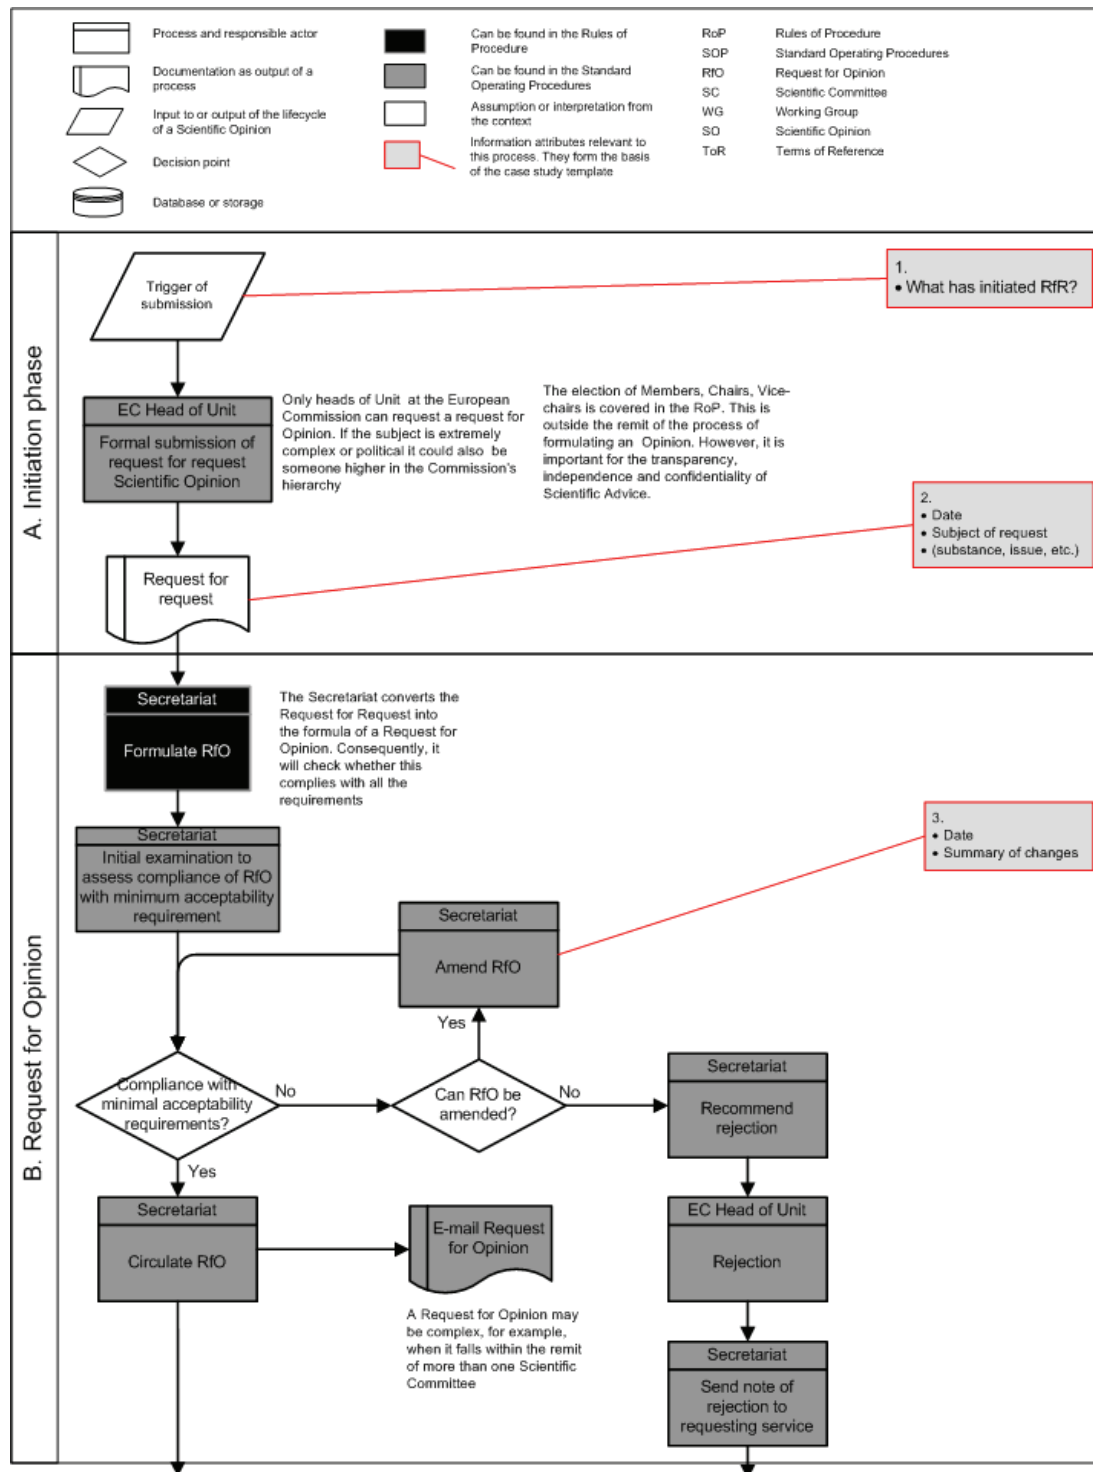 Process and responsible actor
Documentation as output of a
process
Input to or output of the lifecycle
of a Scientific Opinion
Decision point
Database or storage
Can be found in the Rules of
Procedure
Can be found in the Standard
Operating Procedures
Assumption or interpretation from
the context
Information attributes relevant to
this process. They form the basis
of the case study template
RoP Rules of Procedure
SOP Standard Operating Procedures
RfO Request for Opinion
SC Scientific Committee
WG Working Group
SO Scientific Opinion
ToR Terms of Reference
A. Initiation phase
Trigger of
submission
1.
• What has initiated RfR?
EC Head of Unit
Formal submission of
request for request
Scientific Opinion
Only heads of Unit at the European
Commission can request a request for
Opinion. If the subject is extremely
complex or political it could also be
someone higher in the Commission's
hierarchy
The election of Members, Chairs, Vice-
chairs is covered in the RoP. This is
outside the remit of the process of
formulating an Opinion. However, it is
important for the transparency,
independence and confidentiality of
Scientific Advice.
2.
• Date
• Subject of request
• (substance, issue, etc.)
Request for
request
B. Request for Opinion
Secretariat
Formulate RfO
The Secretariat converts the
Request for Request into
the formula of a Request for
Opinion. Consequently, it
will check whether this
complies with all the
requirements
Secretariat
Initial examination to
assess compliance of RfO
with minimum acceptability
requirement
3.
• Date
• Summary of changes
Secretariat
Amend RfO
Yes
Compliance with
minimal acceptability
requirements?
No
Can RfO be
amended?
No
Secretariat
Recommend
rejection
Yes
Secretariat
Circulate RfO
E-mail Request
for Opinion
A Request for Opinion may
be complex, for example,
when it falls within the remit
of more than one Scientific
Committee
EC Head of Unit
Rejection
Secretariat
Send note of
rejection to
requesting service